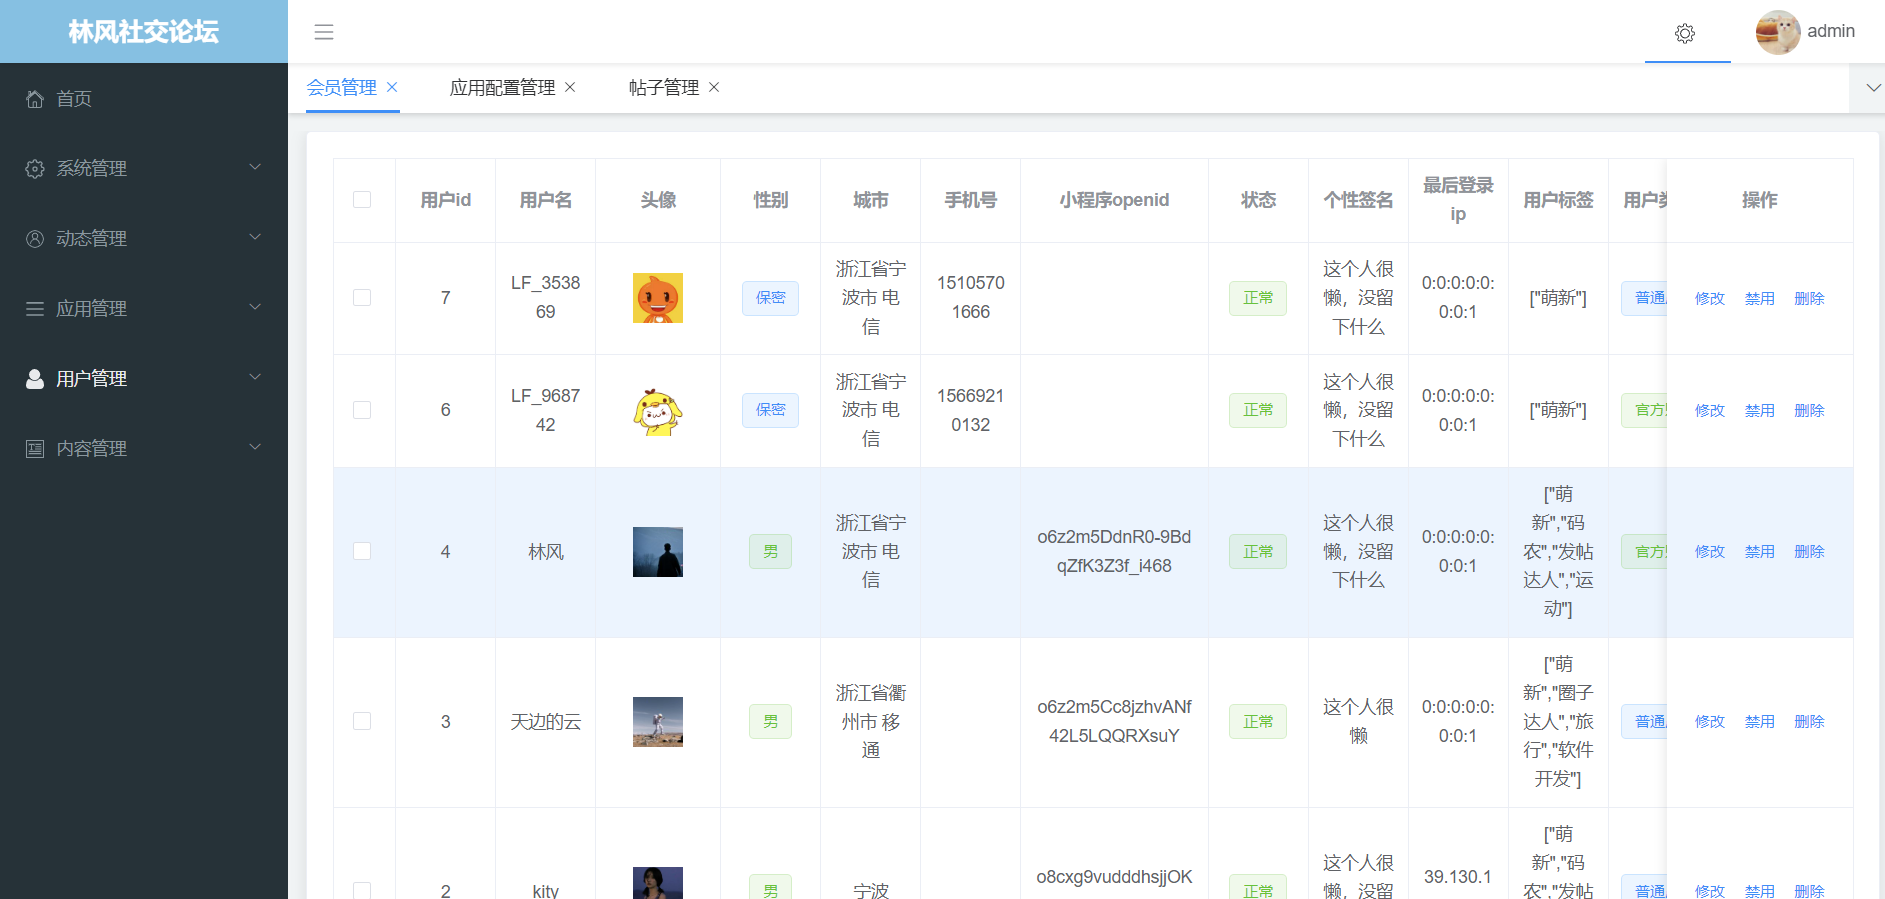 林风社交论坛
admin
首页
系统管理
动态管理
应用管理
用户管理
内容管理
会员管理
应用配置管理
帖子管理
用户id
用户名
头像
性别
城市
手机号
小程序openid
状态
个性签名
最后登录
ip
用户标签
用户
操作
7
LF_3538
69
保密
浙江省宁
波市 电
信
1510570
1666
正常
这个人很
懒，没留
下什么
0:0:0:0:0:
0:0:1
["萌新"]
普通
修改
禁用
删除
6
LF_9687
42
保密
浙江省宁
波市 电
信
1566921
0132
正常
这个人很
懒，没留
下什么
0:0:0:0:0:
0:0:1
["萌新"]
官方
修改
禁用
删除
4
林风
男
浙江省宁
波市 电
信
o6z2m5DdnR0-9Bd
qZfK3Z3f_i468
正常
这个人很
懒，没留
下什么
0:0:0:0:0:
0:0:1
["萌
新","码
农","发帖
达人","运
动"]
官方
修改
禁用
删除
3
天边的云
男
浙江省衢
州市 移
通
o6z2m5Cc8jzhvANf
42L5LQQRXsuY
正常
这个人很
懒
0:0:0:0:0:
0:0:1
["萌
新","圈子
达人","旅
行","软件
开发"]
普通
修改
禁用
删除
2
kity
男
宁波
o8cxg9vudddhsjjOK
正常
这个人很
懒，没留
39.130.1
["萌
新","码
农","发帖
普通
修改
禁用
删除